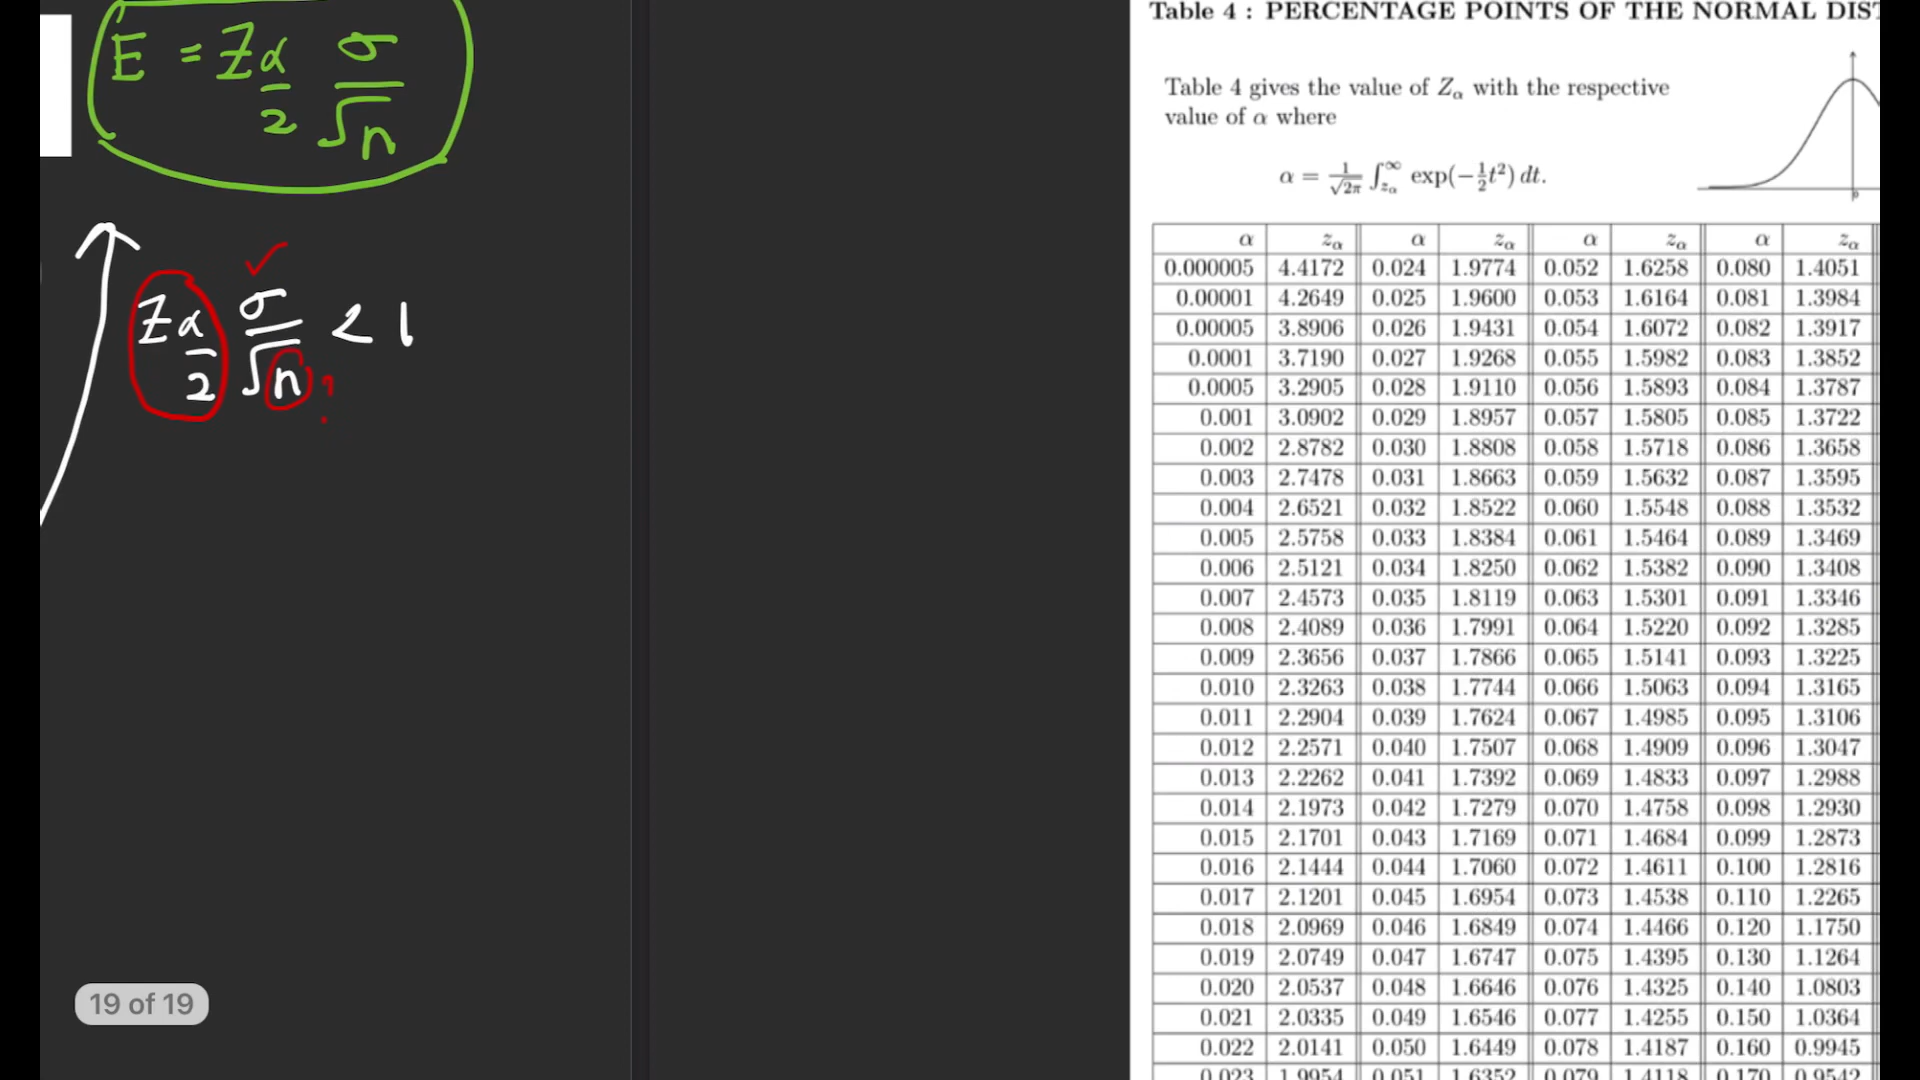 E = Zα/2 σ/√n
Zα/2 σ/√n < 1
✓
?
19 of 19
Table 4 : PERCENTAGE POINTS OF THE NORMAL
Table 4 gives the value of Zα with the respective
value of α where
α = 1/√2π ∫zα∞ exp(−1/2t²) dt.
α zα α zα α zα α zα
0.000005 4.4172 0.024 1.9774 0.052 1.6258 0.080 1.4051
0.00001 4.2649 0.025 1.9600 0.053 1.6164 0.081 1.3984
0.00005 3.8906 0.026 1.9431 0.054 1.6072 0.082 1.3917
0.0001 3.7190 0.027 1.9268 0.055 1.5982 0.083 1.3852
0.0005 3.2905 0.028 1.9110 0.056 1.5893 0.084 1.3787
0.001 3.0902 0.029 1.8957 0.057 1.5805 0.085 1.3722
0.002 2.8782 0.030 1.8808 0.058 1.5718 0.086 1.3658
0.003 2.7478 0.031 1.8663 0.059 1.5632 0.087 1.3595
0.004 2.6521 0.032 1.8522 0.060 1.5548 0.088 1.3532
0.005 2.5758 0.033 1.8384 0.061 1.5464 0.089 1.3469
0.006 2.5121 0.034 1.8250 0.062 1.5382 0.090 1.3408
0.007 2.4573 0.035 1.8119 0.063 1.5301 0.091 1.3346
0.008 2.4089 0.036 1.7991 0.064 1.5220 0.092 1.3285
0.009 2.3656 0.037 1.7866 0.065 1.5141 0.093 1.3225
0.010 2.3263 0.038 1.7744 0.066 1.5063 0.094 1.3165
0.011 2.2904 0.039 1.7624 0.067 1.4985 0.095 1.3106
0.012 2.2571 0.040 1.7507 0.068 1.4909 0.096 1.3047
0.013 2.2262 0.041 1.7392 0.069 1.4833 0.097 1.2988
0.014 2.1973 0.042 1.7279 0.070 1.4758 0.098 1.2930
0.015 2.1701 0.043 1.7169 0.071 1.4684 0.099 1.2873
0.016 2.1444 0.044 1.7060 0.072 1.4611 0.100 1.2816
0.017 2.1201 0.045 1.6954 0.073 1.4538 0.110 1.2265
0.018 2.0969 0.046 1.6849 0.074 1.4466 0.120 1.1750
0.019 2.0749 0.047 1.6747 0.075 1.4395 0.130 1.1264
0.020 2.0537 0.048 1.6646 0.076 1.4325 0.140 1.0803
0.021 2.0335 0.049 1.6546 0.077 1.4255 0.150 1.0364
0.022 2.0141 0.050 1.6449 0.078 1.4187 0.160 0.9945
0.023 1.9954 0.051 1.6352 0.079 1.4118 0.170 0.9542